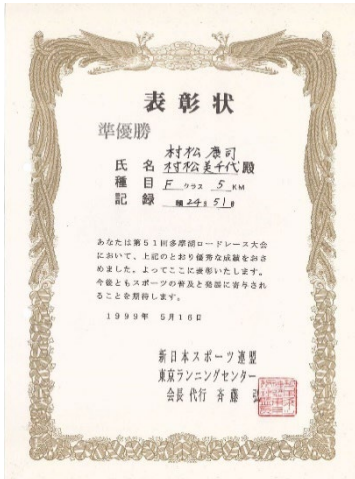 表彰状
準優勝
村松 康司
氏名 村松美千代殿
種目 F クラス 5 KM
記録 24分51秒
あなたは第51回多摩湖ロードレース大会
において、上記のとおり優秀な成績をおさ
めました。よってここに表彰いたします。
今後ともスポーツの普及と発展に寄与され
ることを期待します。
1999年 5月16日
新日本スポーツ連盟
東京ランニングセンター
会長 代行 斉藤 弘